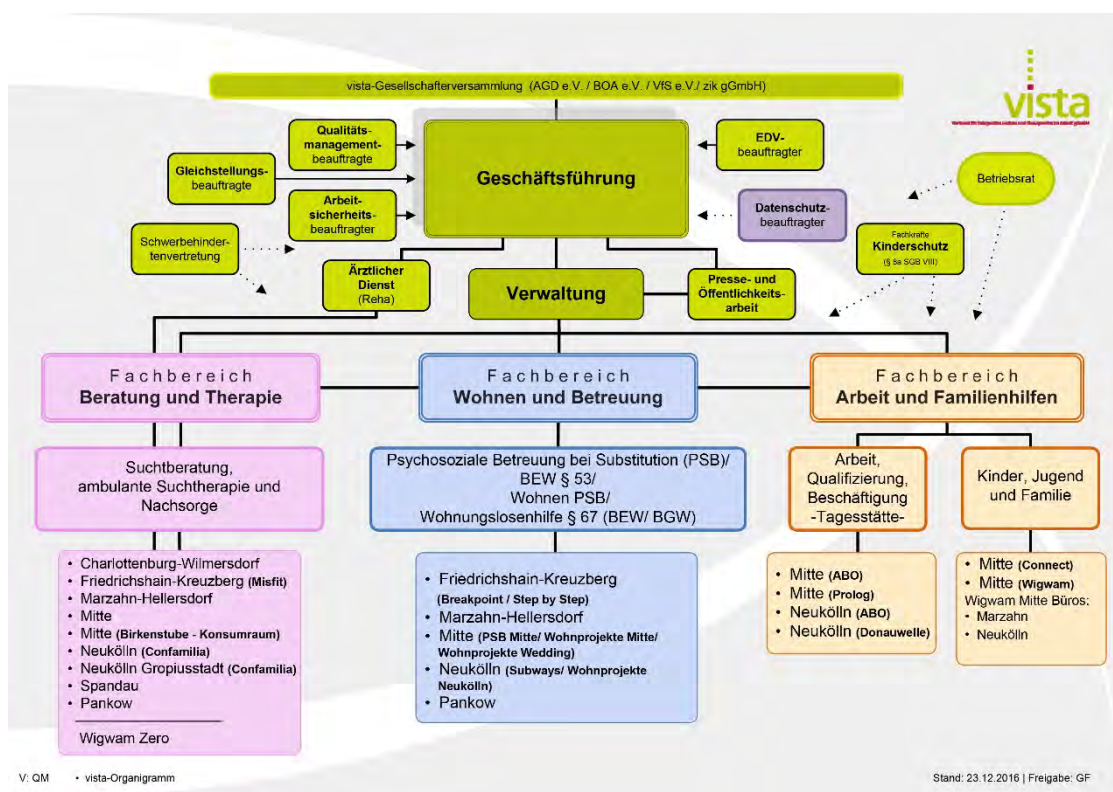 vista-Gesellschafterversammlung (AGD e.V. / BOA e.V. / VfS e.V./ zik gGmbH)
vista
Qualitäts-
management-
beauftragte
EDV-
beauftragter
Gleichstellungs-
beauftragte
Geschäftsführung
Betriebsrat
Arbeit-
sicherheits-
beauftragter
Datenschutz-
beauftragter
Schwerbehinder-
tenvertretung
Fachkräfte
Kinderschutz
(§ 8a SGB VIII)
Ärztlicher
Dienst
(Reha)
Verwaltung
Presse- und
Öffentlichkeits-
arbeit
Fachbereich
Beratung und Therapie
Fachbereich
Wohnen und Betreuung
Fachbereich
Arbeit und Familienhilfen
Suchtberatung,
ambulante Suchtherapie und
Nachsorge
Psychosoziale Betreuung bei Substitution (PSB)/
BEW § 53/
Wohnen PSB/
Wohnungslosenhilfe § 67 (BEW/ BGW)
Arbeit,
Qualifizierung,
Beschäftigung
-Tagesstätte-
Kinder, Jugend
und Familie
• Charlottenburg-Wilmersdorf
• Friedrichshain-Kreuzberg (Misfit)
• Marzahn-Hellersdorf
• Mitte
• Mitte (Birkenstube - Konsumraum)
• Neukölln (Confamilia)
• Neukölln Gropiusstadt (Confamilia)
• Spandau
• Pankow
Wigwam Zero
• Friedrichshain-Kreuzberg
(Breakpoint / Step by Step)
• Marzahn-Hellersdorf
• Mitte (PSB Mitte/ Wohnprojekte Mitte/
Wohnprojekte Wedding)
• Neukölln (Subways/ Wohnprojekte
Neukölln)
• Pankow
• Mitte (ABO)
• Mitte (Prolog)
• Neukölln (ABO)
• Neukölln (Donauwelle)
• Mitte (Connect)
• Mitte (Wigwam)
Wigwam Mitte Büros:
• Marzahn
• Neukölln
V: QM • vista-Organigramm
Stand: 23.12.2016 | Freigabe: GF